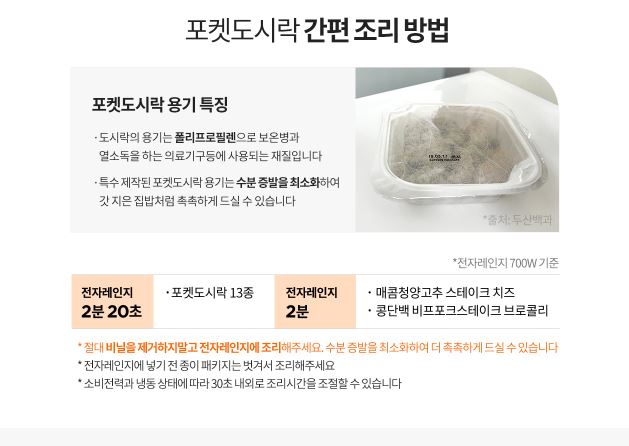 포켓도시락 간편 조리 방법
포켓도시락 용기 특징
· 도시락의 용기는 폴리프로필렌으로 보온병과
열소독을 하는 의료기구등에 사용되는 재질입니다
· 특수 제작된 포켓도시락 용기는 수분 증발을 최소화하여
갓 지은 집밥처럼 촉촉하게 드실 수 있습니다
*출처: 두산백과
*전자레인지 700W 기준
전자레인지
2분 20초
· 포켓도시락 13종
전자레인지
2분
· 매콤청양고추 스테이크 치즈
· 콩단백 비프포크스테이크 브로콜리
* 절대 비닐을 제거하지말고 전자레인지에 조리해주세요. 수분 증발을 최소화하여 더 촉촉하게 드실 수 있습니다
* 전자레인지에 넣기 전 종이 패키지는 벗겨서 조리해주세요
* 소비전력과 냉동 상태에 따라 30초 내외로 조리시간을 조절할 수 있습니다